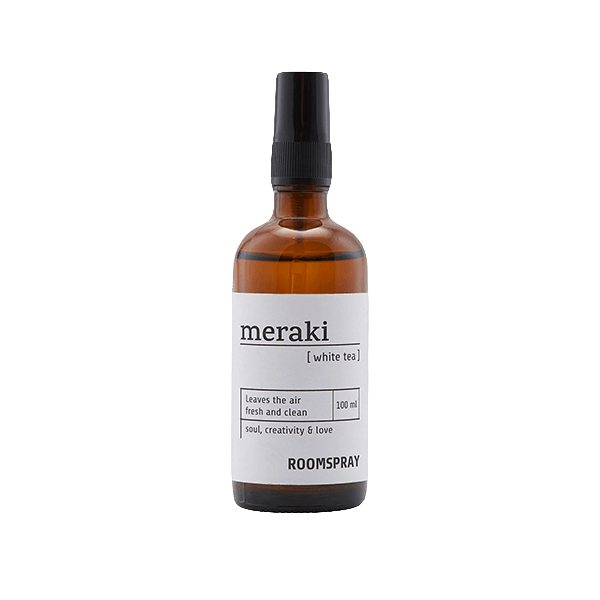 meraki
[ white tea ]
Leaves the air
fresh and clean
100 ml
soul, creativity & love
ROOMSPRAY